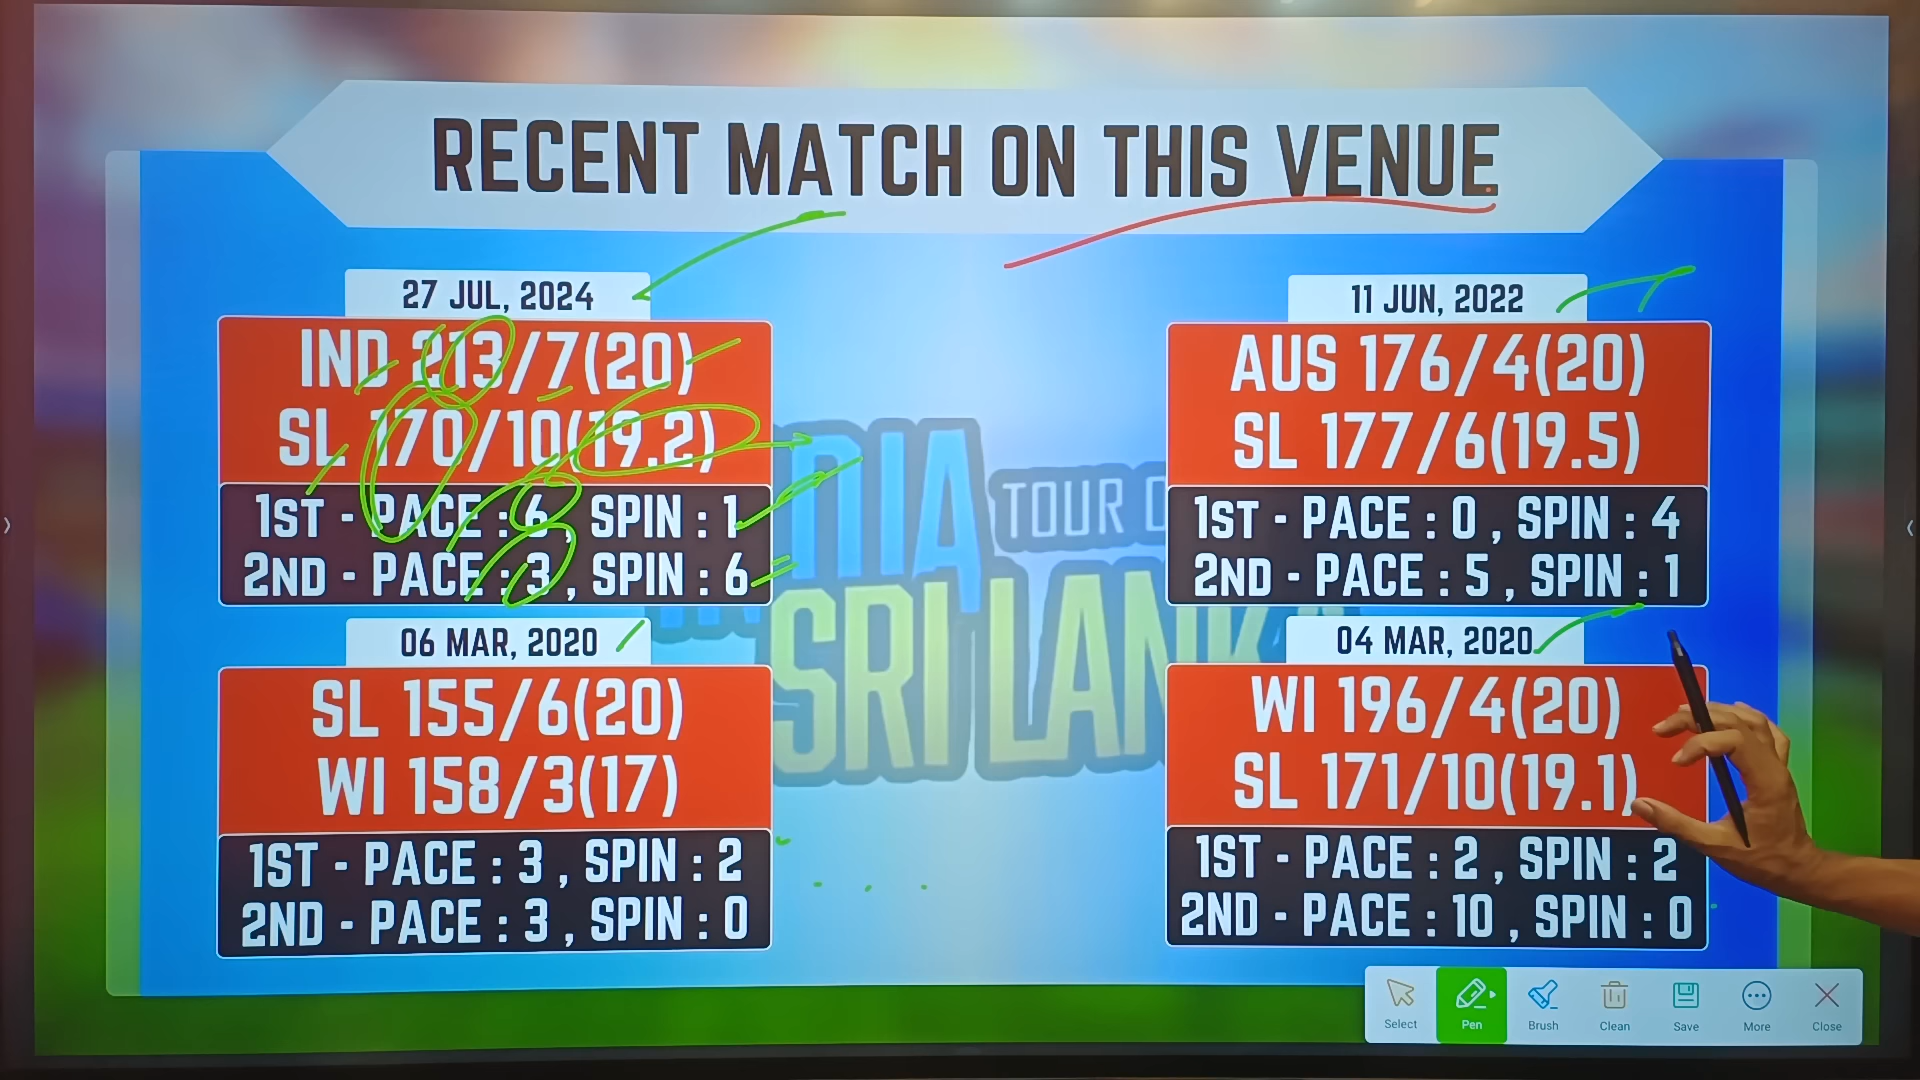 RECENT MATCH ON THIS VENUE
27 JUL, 2024
IND 213/7(20)
SL 170/10(19.2)
1ST - PACE : 6 , SPIN : 1
2ND - PACE : 3 , SPIN : 6
11 JUN, 2022
AUS 176/4(20)
SL 177/6(19.5)
1ST - PACE : 0 , SPIN : 4
2ND - PACE : 5 , SPIN : 1
06 MAR, 2020
SL 155/6(20)
WI 158/3(17)
1ST - PACE : 3 , SPIN : 2
2ND - PACE : 3 , SPIN : 0
04 MAR, 2020
WI 196/4(20)
SL 171/10(19.1)
1ST - PACE : 2 , SPIN : 2
2ND - PACE : 10 , SPIN : 0
TOUR
SRI LANK
Select Pen Brush Clean Save More Close